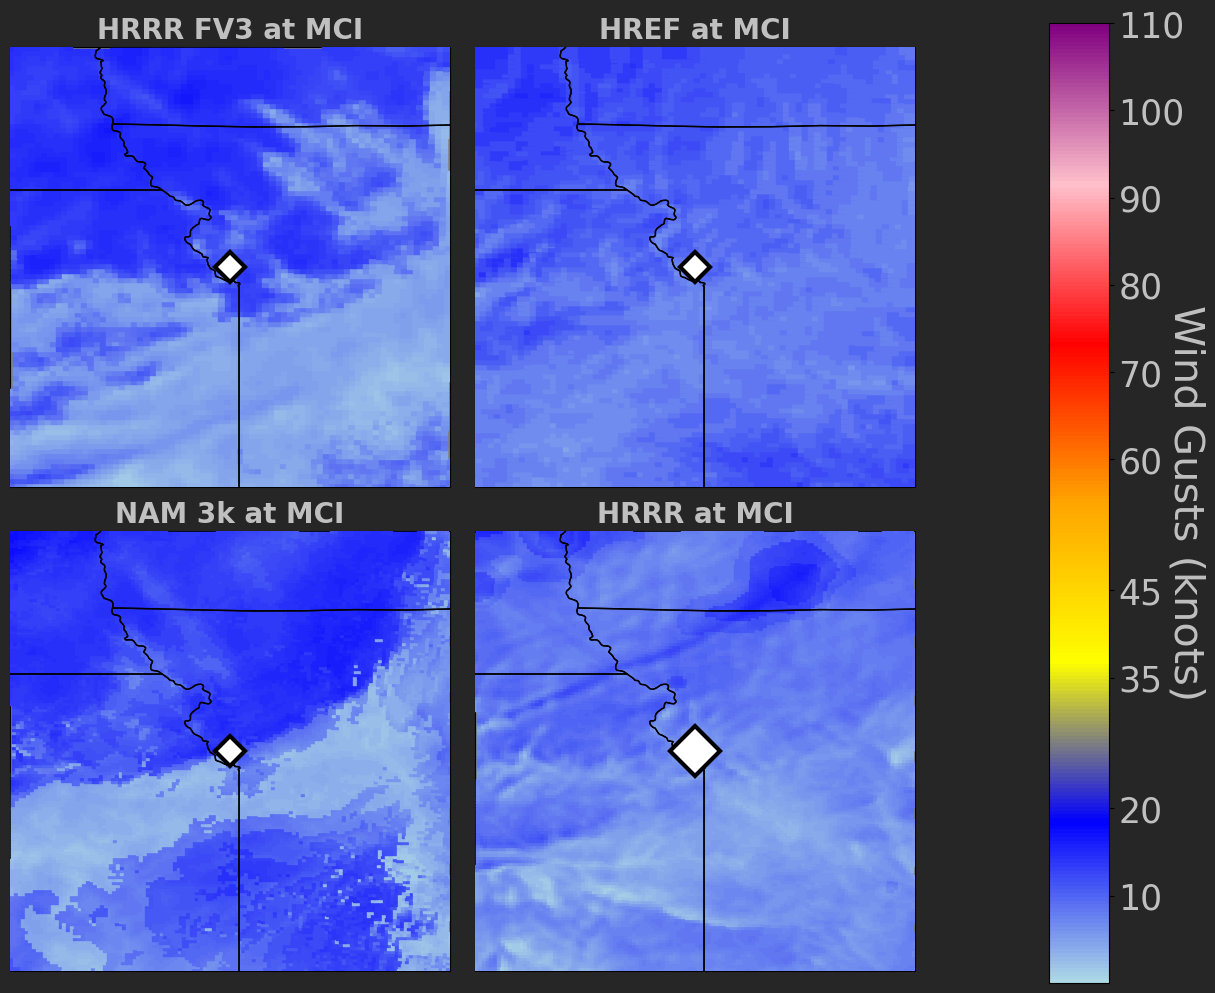 HRRR FV3 at MCI
HREF at MCI
NAM 3k at MCI
HRRR at MCI
110
100
90
80
70
60
45
35
20
10
Wind Gusts (knots)